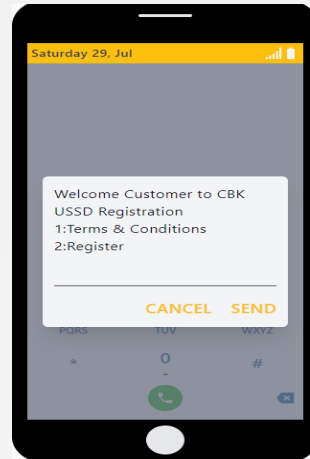 Saturday 29, Jul
Welcome Customer to CBK
USSD Registration
1:Terms & Conditions
2:Register
CANCEL SEND
PQRS TUV WXYZ
* 0 #
+